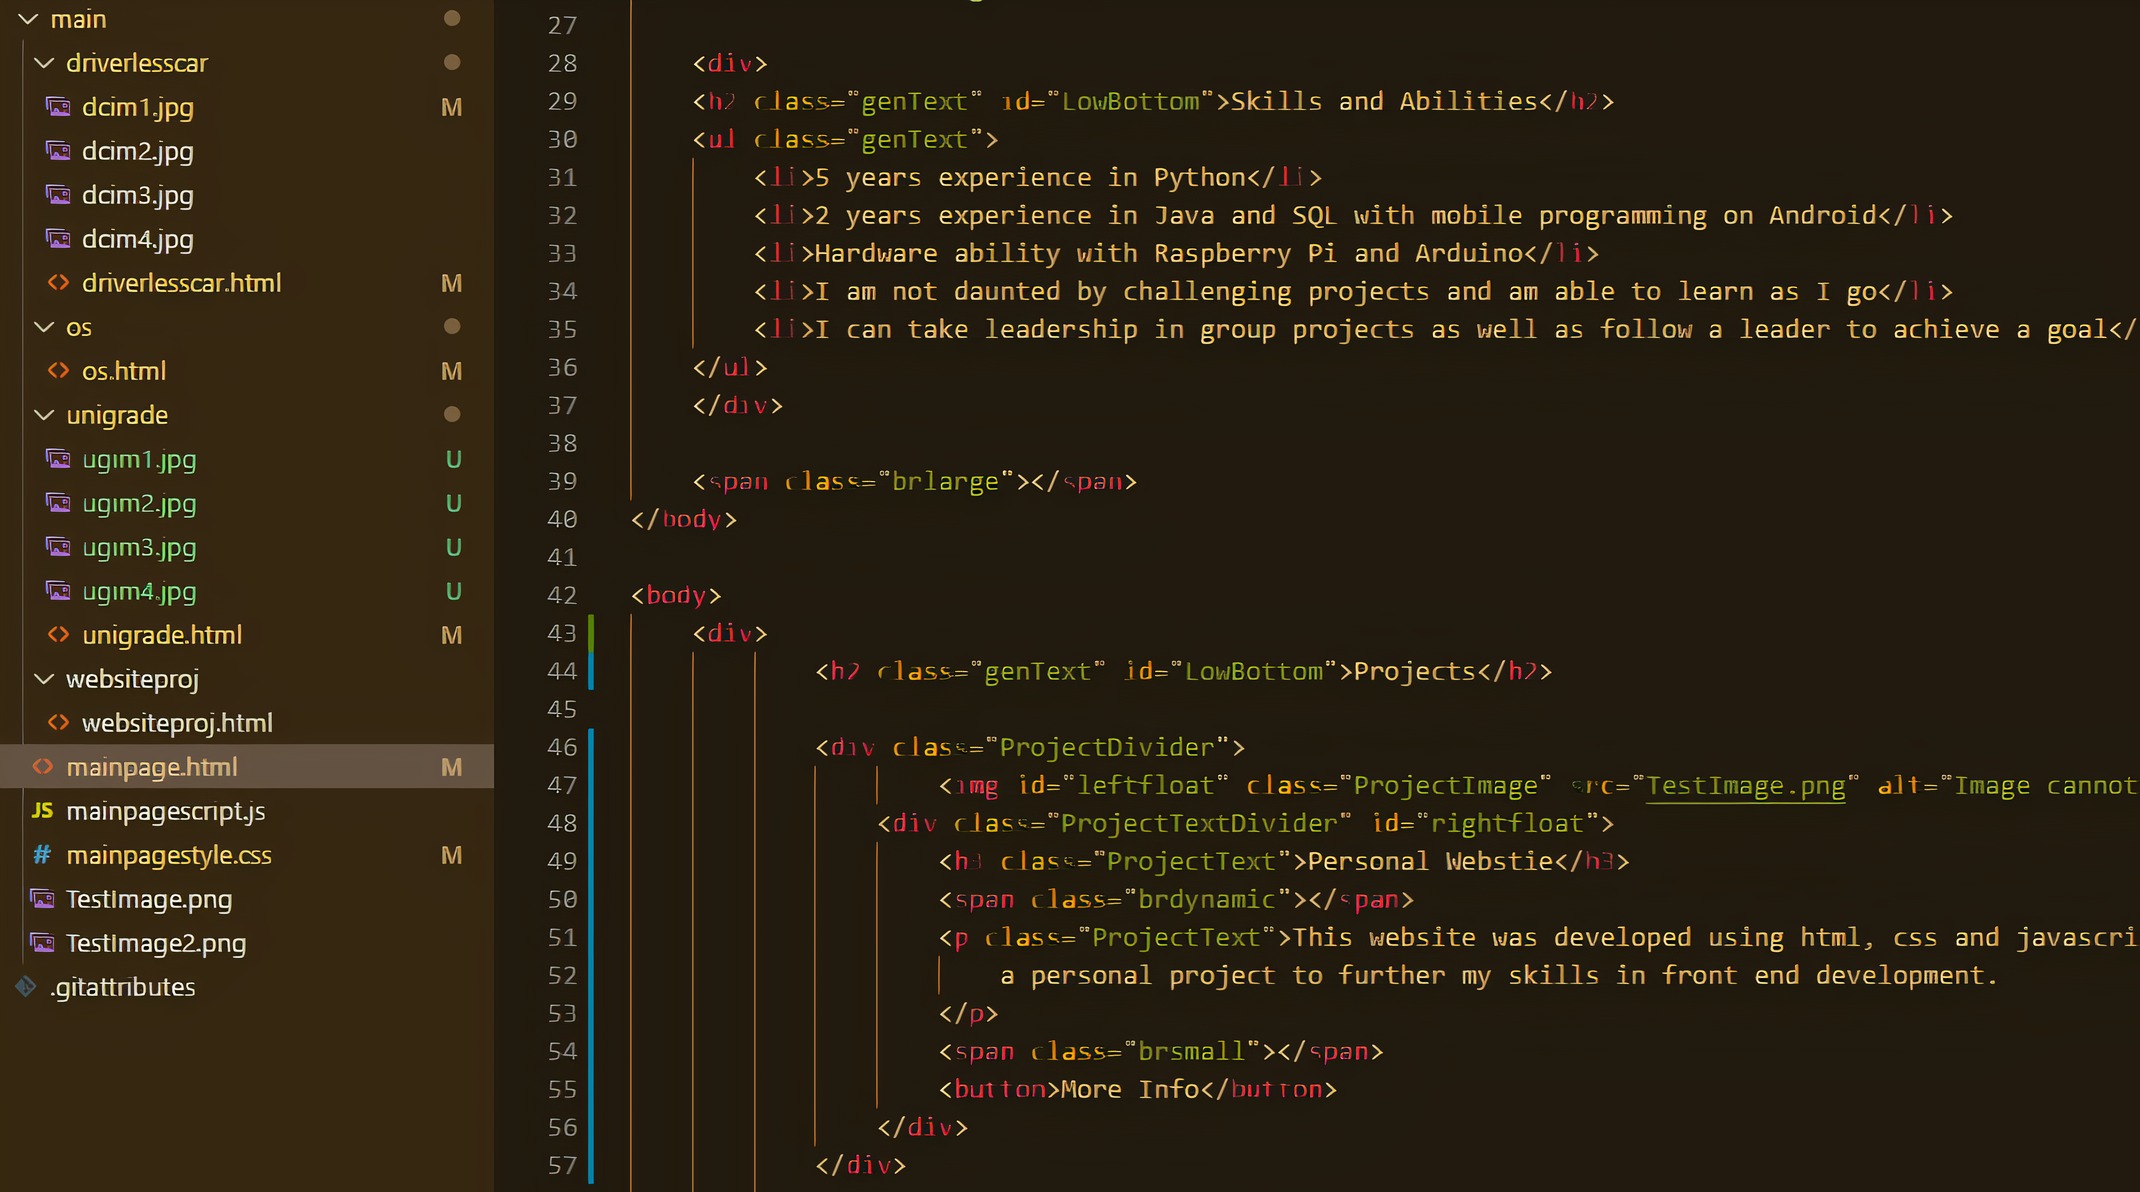 main
driverlesscar
dcim1.jpg M
dcim2.jpg
dcim3.jpg
dcim4.jpg
driverlesscar.html M
os
os.html M
unigrade
ugim1.jpg U
ugim2.jpg U
ugim3.jpg U
ugim4.jpg U
unigrade.html M
websiteproj
websiteproj.html
mainpage.html M
JS mainpagescript.js
# mainpagestyle.css M
TestImage.png
TestImage2.png
.gitattributes
27
28 <div>
29 <h2 class="genText" id="LowBottom">Skills and Abilities</h2>
30 <ul class="genText">
31 <li>5 years experience in Python</li>
32 <li>2 years experience in Java and SQL with mobile programming on Android</li>
33 <li>Hardware ability with Raspberry Pi and Arduino</li>
34 <li>I am not daunted by challenging projects and am able to learn as I go</li>
35 <li>I can take leadership in group projects as well as follow a leader to achieve a goal</
36 </ul>
37 </div>
38
39 <span class="brlarge"></span>
40 </body>
41
42 <body>
43 <div>
44 <h2 class="genText" id="LowBottom">Projects</h2>
45
46 <div class="ProjectDivider">
47 <img id="leftfloat" class="ProjectImage" src="TestImage.png" alt="Image cannot
48 <div class="ProjectTextDivider" id="rightfloat">
49 <h3 class="ProjectText">Personal Webstie</h3>
50 <span class="brdynamic"></span>
51 <p class="ProjectText">This website was developed using html, css and javascri
52 a personal project to further my skills in front end development.
53 </p>
54 <span class="brsmall"></span>
55 <button>More Info</button>
56 </div>
57 </div>